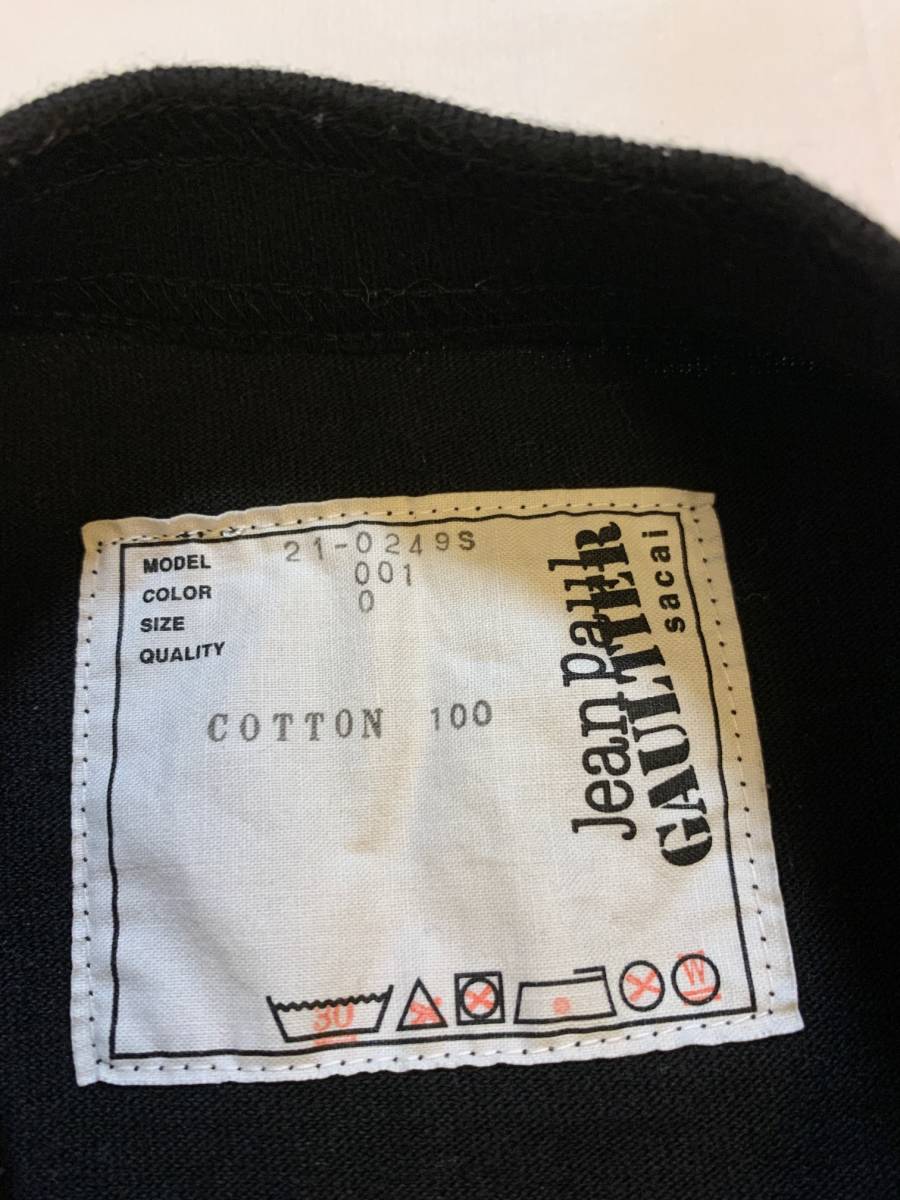 MODEL 21-0249S
COLOR 001
SIZE 0
QUALITY
COTTON 100
Jean paul
GAULTIER
sacai
30
W